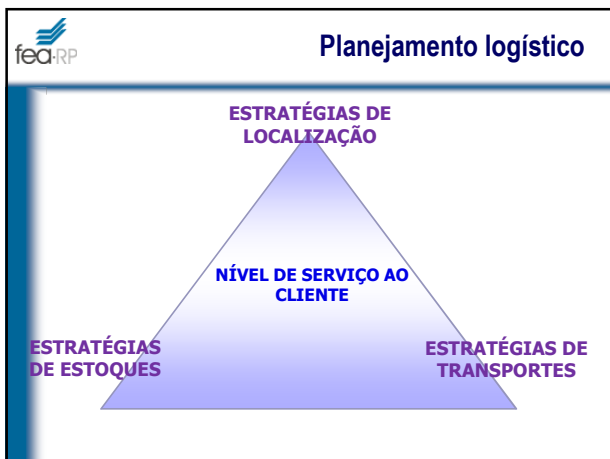 fea-RP
Planejamento logístico
ESTRATÉGIAS DE
LOCALIZAÇÃO
NÍVEL DE SERVIÇO AO
CLIENTE
ESTRATÉGIAS
DE ESTOQUES
ESTRATÉGIAS DE
TRANSPORTES